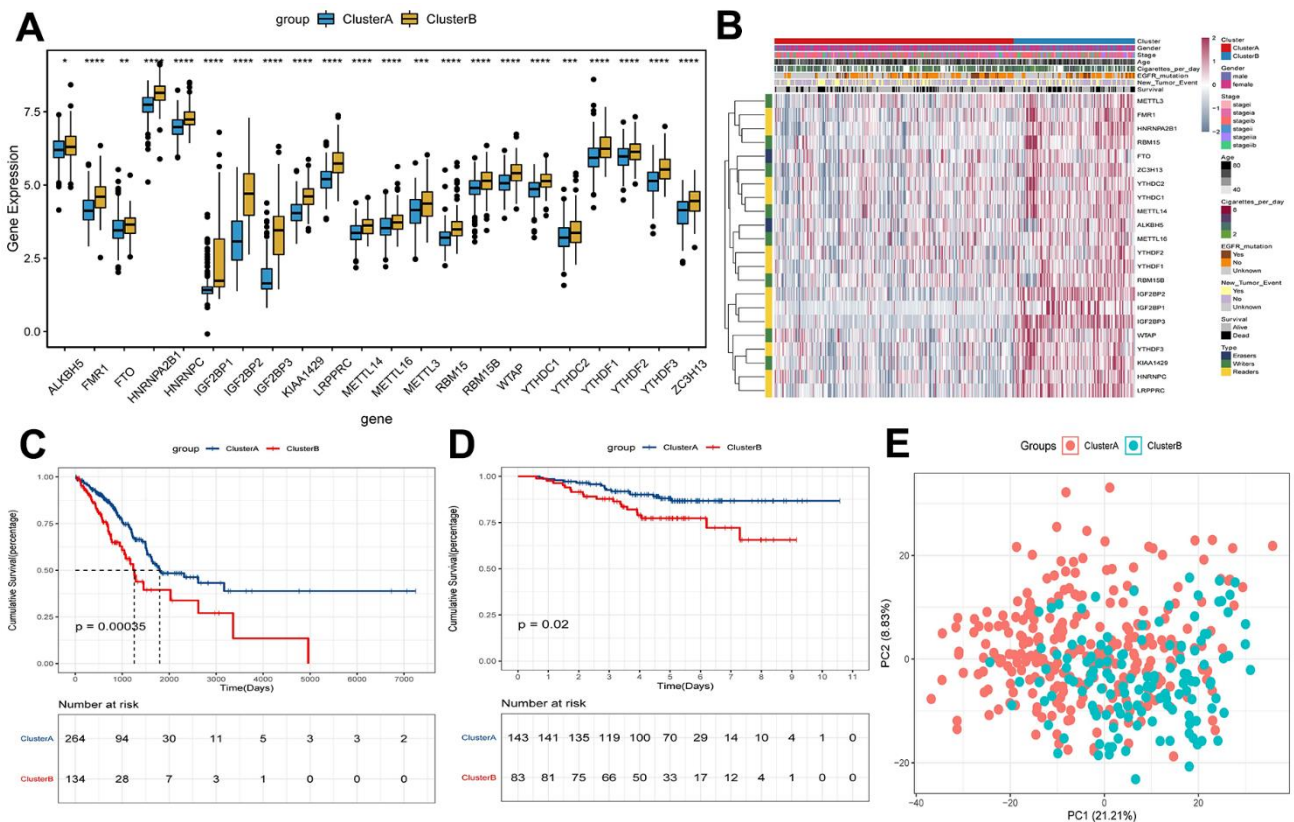 A
group ClusterA ClusterB
* **** ** **** **** **** **** **** **** **** **** **** *** **** **** **** **** *** **** **** **** ****
Gene Expression
7.5
5.0
2.5
0.0
ALKBH5
FMR1
FTO
HNRNPA2B1
HNRNPC
IGF2BP1
IGF2BP2
IGF2BP3
KIAA1429
LRPPRC
METTL14
METTL16
METTL3
RBM15
RBM15B
WTAP
YTHDC1
YTHDC2
YTHDF1
YTHDF2
YTHDF3
ZC3H13
gene
B
Cluster
Gender
Stage
Age
Cigarettes_per_day
EGFR_mutation
New_Tumor_Event
Survival
METTL3
FMR1
HNRNPA2B1
RBM15
FTO
ZC3H13
YTHDC2
YTHDC1
METTL14
ALKBH5
METTL16
YTHDF2
YTHDF1
RBM15B
IGF2BP2
IGF2BP1
IGF2BP3
WTAP
YTHDF3
KIAA1429
HNRNPC
LRPPRC
2
1
0
−1
−2
Cluster
ClusterA
ClusterB
Gender
male
female
Stage
stagei
stageia
stageib
stageii
stageiia
stageiib
Age
80
40
Cigarettes_per_day
6
2
EGFR_mutation
Yes
No
Unknown
New_Tumor_Event
Yes
No
Unknown
Survival
Alive
Dead
Type
Erasers
Writers
Readers
C
group ClusterA ClusterB
Cumulative Survival(percentage)
1.00
0.75
0.50
0.25
0.00
p = 0.00035
0 1000 2000 3000 4000 5000 6000 7000
Time(Days)
Number at risk
ClusterA 264 94 30 11 5 3 3 2
ClusterB 134 28 7 3 1 0 0 0
D
group ClusterA ClusterB
Cumulative Survival(percentage)
1.00
0.75
0.50
0.25
0.00
p = 0.02
0 1 2 3 4 5 6 7 8 9 10 11
Time(Days)
Number at risk
ClusterA 143 141 135 119 100 70 29 14 10 4 1 0
ClusterB 83 81 75 66 50 33 17 12 4 1 0 0
E
Groups ClusterA ClusterB
PC2 (8.83%)
20
0
−20
−40 −20 0 20
PC1 (21.21%)